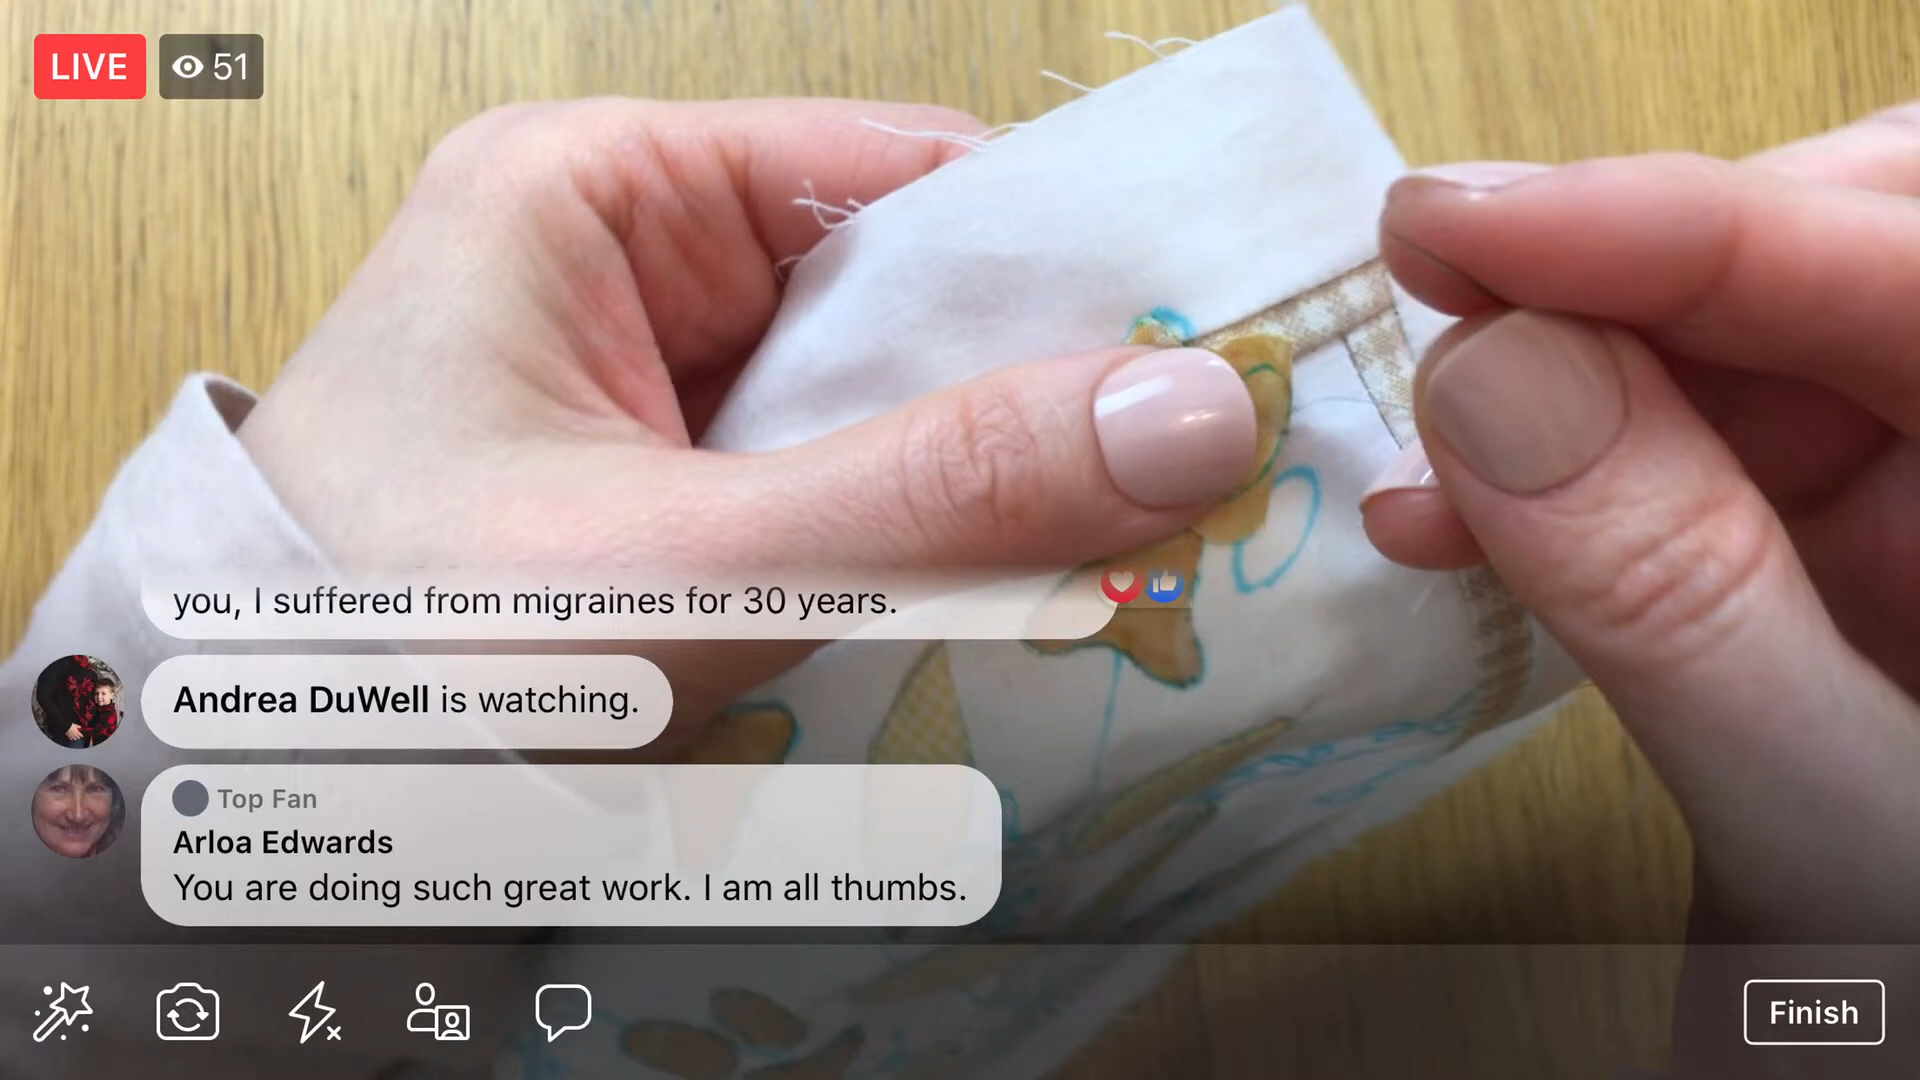 LIVE
51
you, I suffered from migraines for 30 years.
Andrea DuWell is watching.
Top Fan
Arloa Edwards
You are doing such great work. I am all thumbs.
Finish